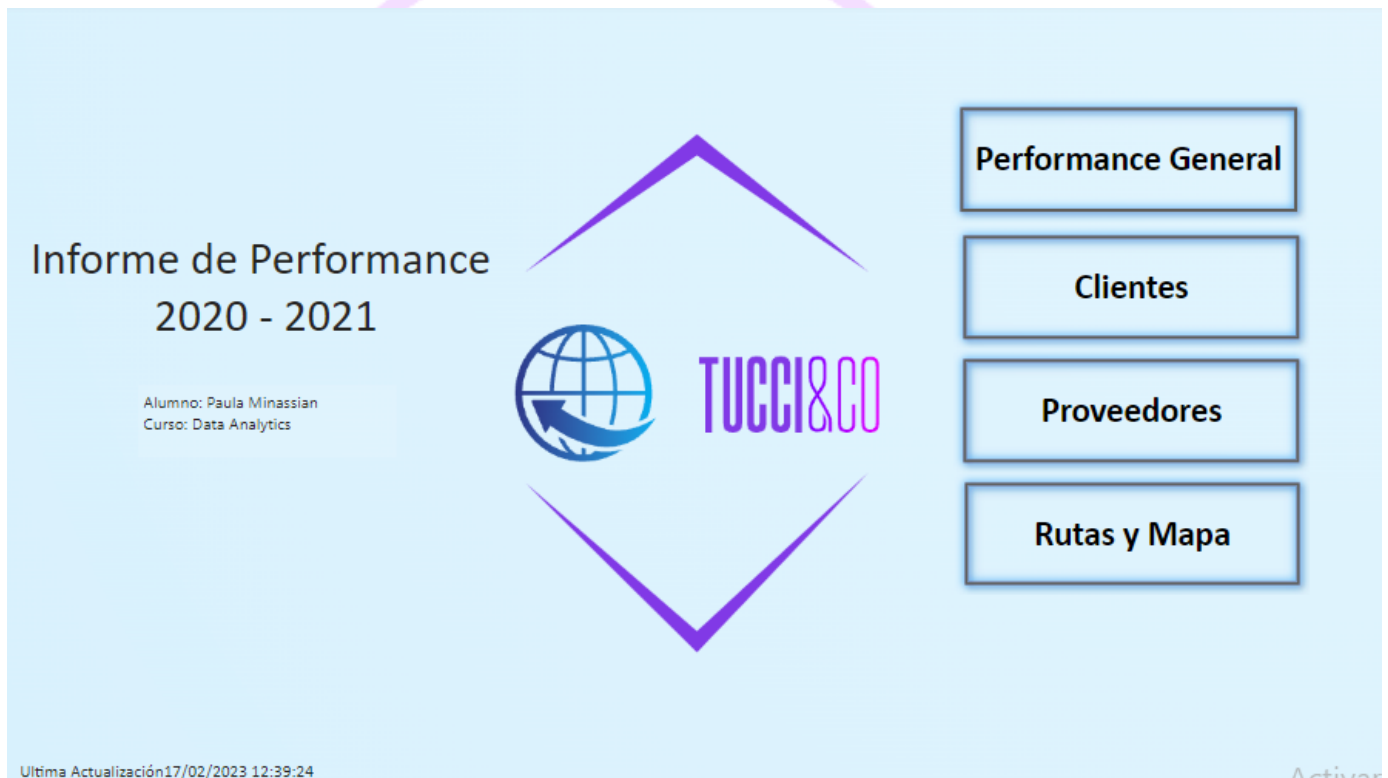 Informe de Performance
2020 - 2021
Alumno: Paula Minassian
Curso: Data Analytics
TUCCI&CO
Performance General
Clientes
Proveedores
Rutas y Mapa
Ultima Actualización17/02/2023 12:39:24